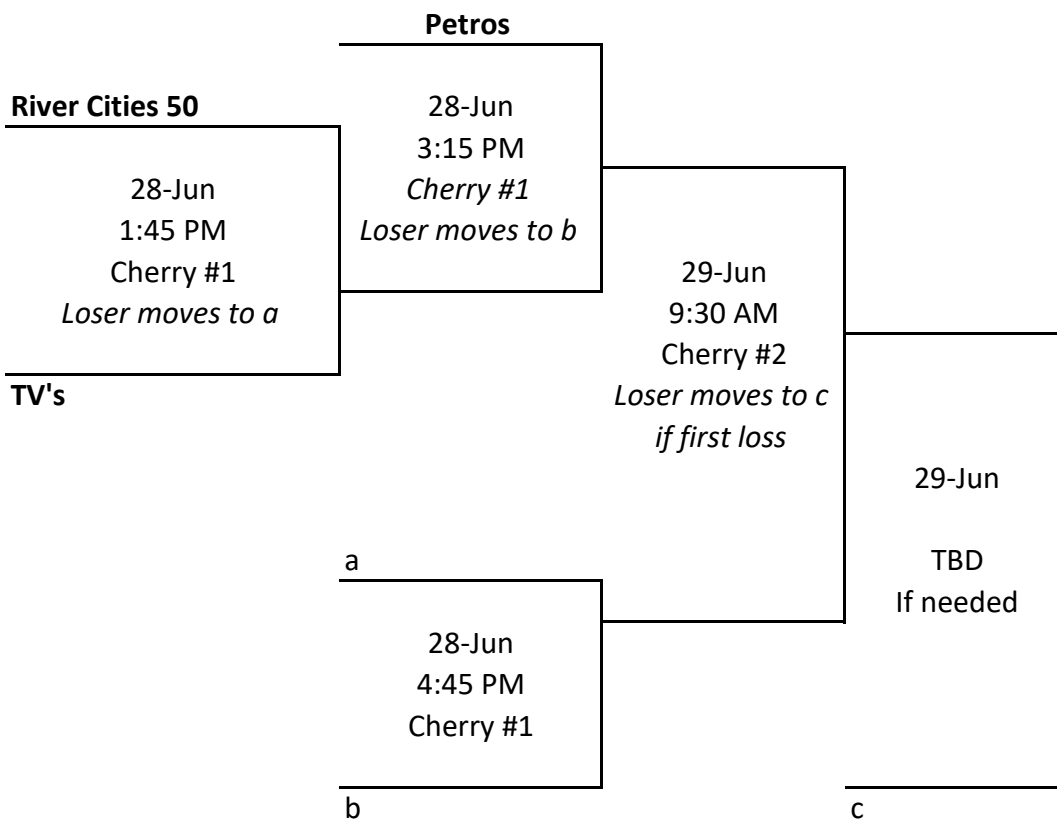 Petros
River Cities 50
28-Jun
3:15 PM
Cherry #1
Loser moves to b
28-Jun
1:45 PM
Cherry #1
Loser moves to a
TV's
29-Jun
9:30 AM
Cherry #2
Loser moves to c
if first loss
29-Jun
TBD
If needed
a
28-Jun
4:45 PM
Cherry #1
b
c